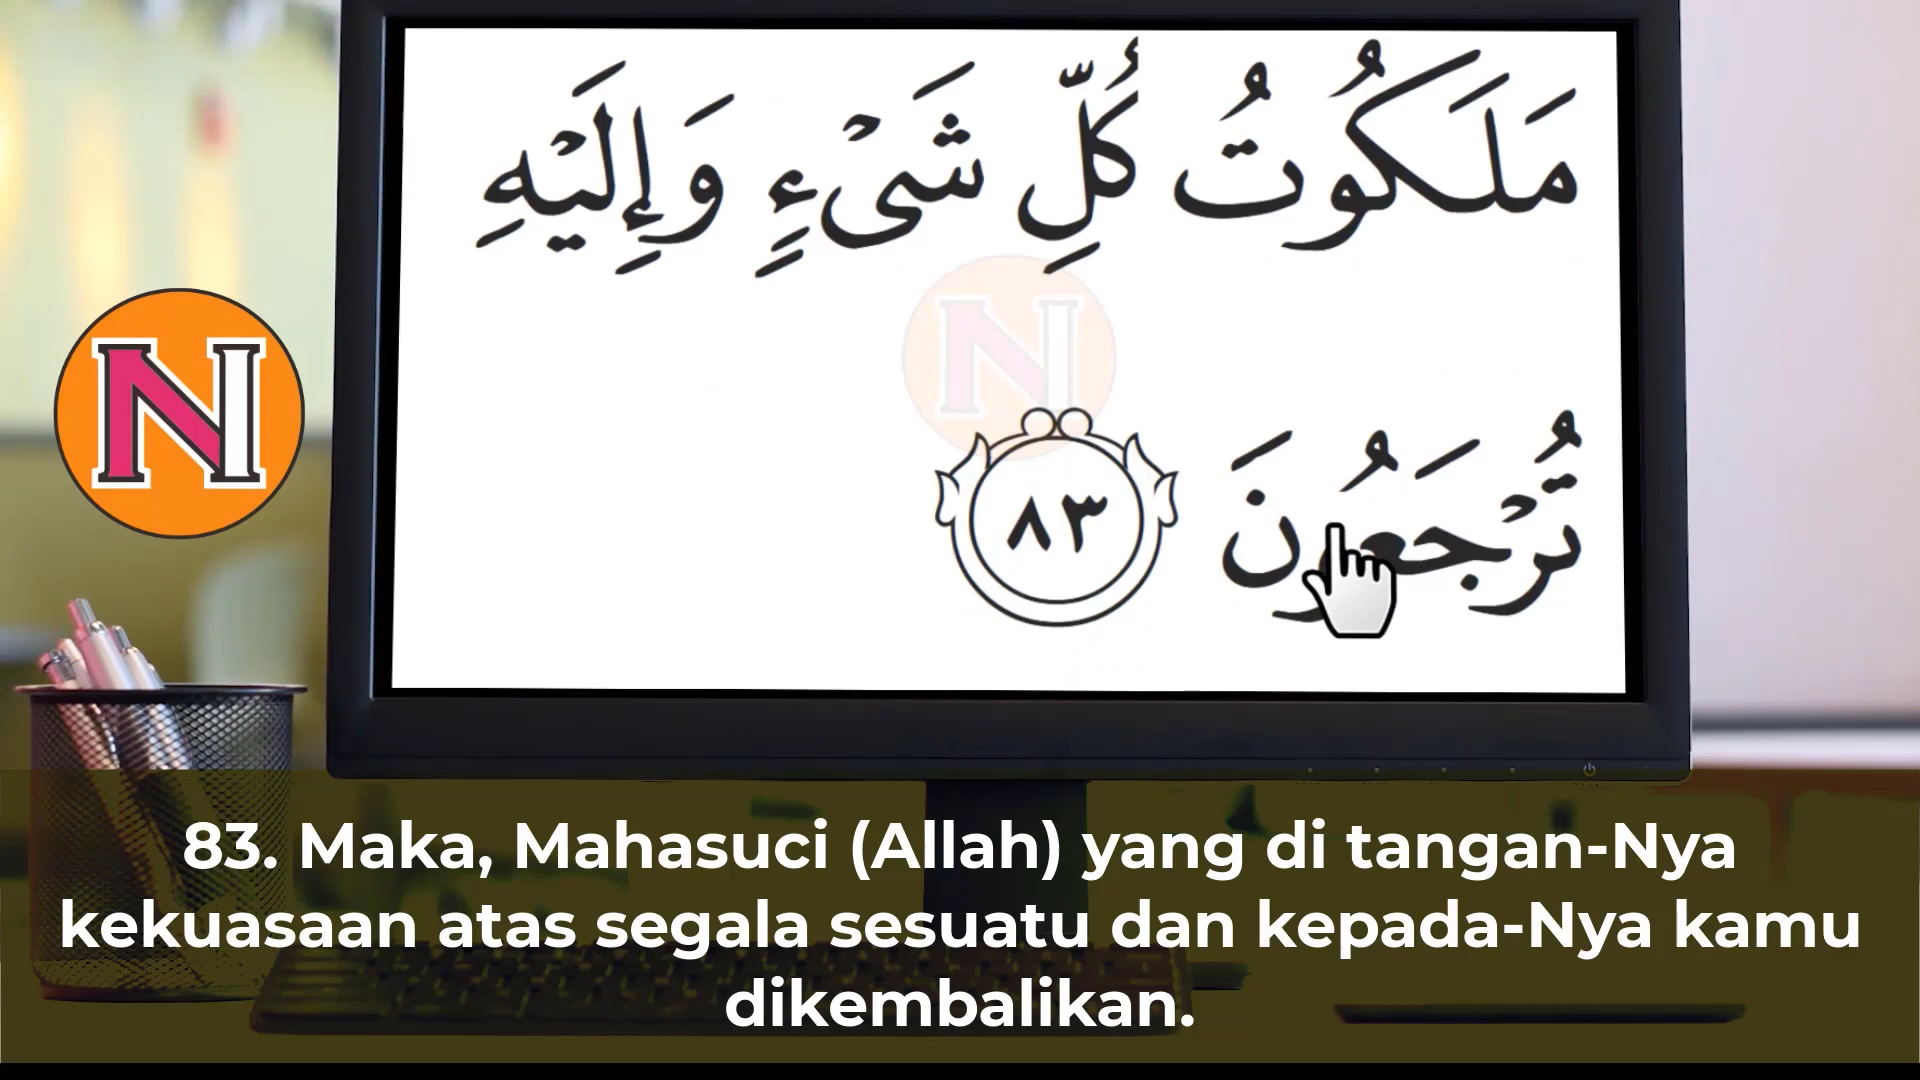 مَلَكُوتُ كُلِّ شَىْءٍ وَإِلَيْهِ
تُرْجَعُونَ ٨٣
N
N
83. Maka, Mahasuci (Allah) yang di tangan-Nya
kekuasaan atas segala sesuatu dan kepada-Nya kamu
dikembalikan.